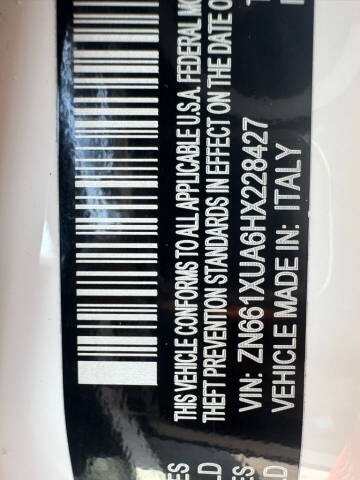 THIS VEHICLE CONFORMS TO ALL APPLICABLE U.S.A. FEDERAL
THEFT PREVENTION STANDARDS IN EFFECT ON THE DATE
VIN: ZN661XUA6HX228427
VEHICLE MADE IN: ITALY